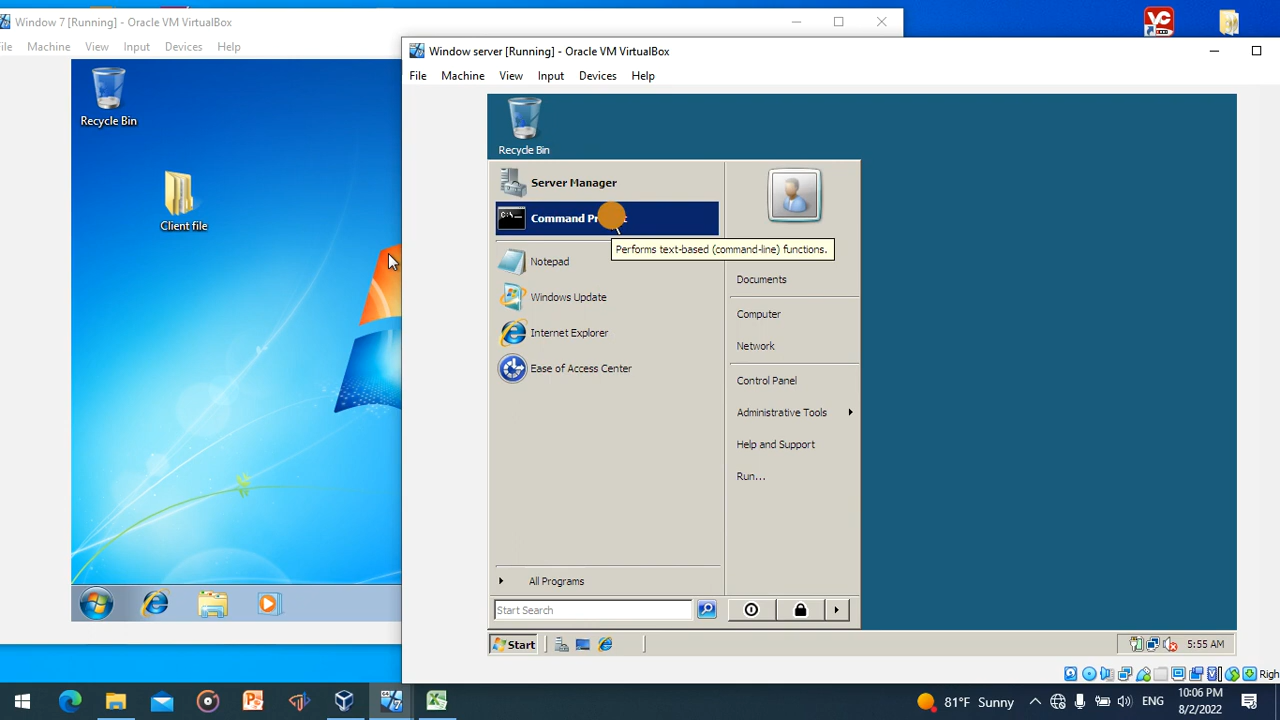 Window 7 [Running] - Oracle VM VirtualBox
File Machine View Input Devices Help
Recycle Bin
Client file
Window server [Running] - Oracle VM VirtualBox
File Machine View Input Devices Help
Recycle Bin
Server Manager
Command
Performs text-based (command-line) functions.
Notepad
Windows Update
Internet Explorer
Ease of Access Center
All Programs
Start Search
Documents
Computer
Network
Control Panel
Administrative Tools
Help and Support
Run...
Start
5:55 AM
Righ
81°F Sunny
ENG
10:06 PM
8/2/2022